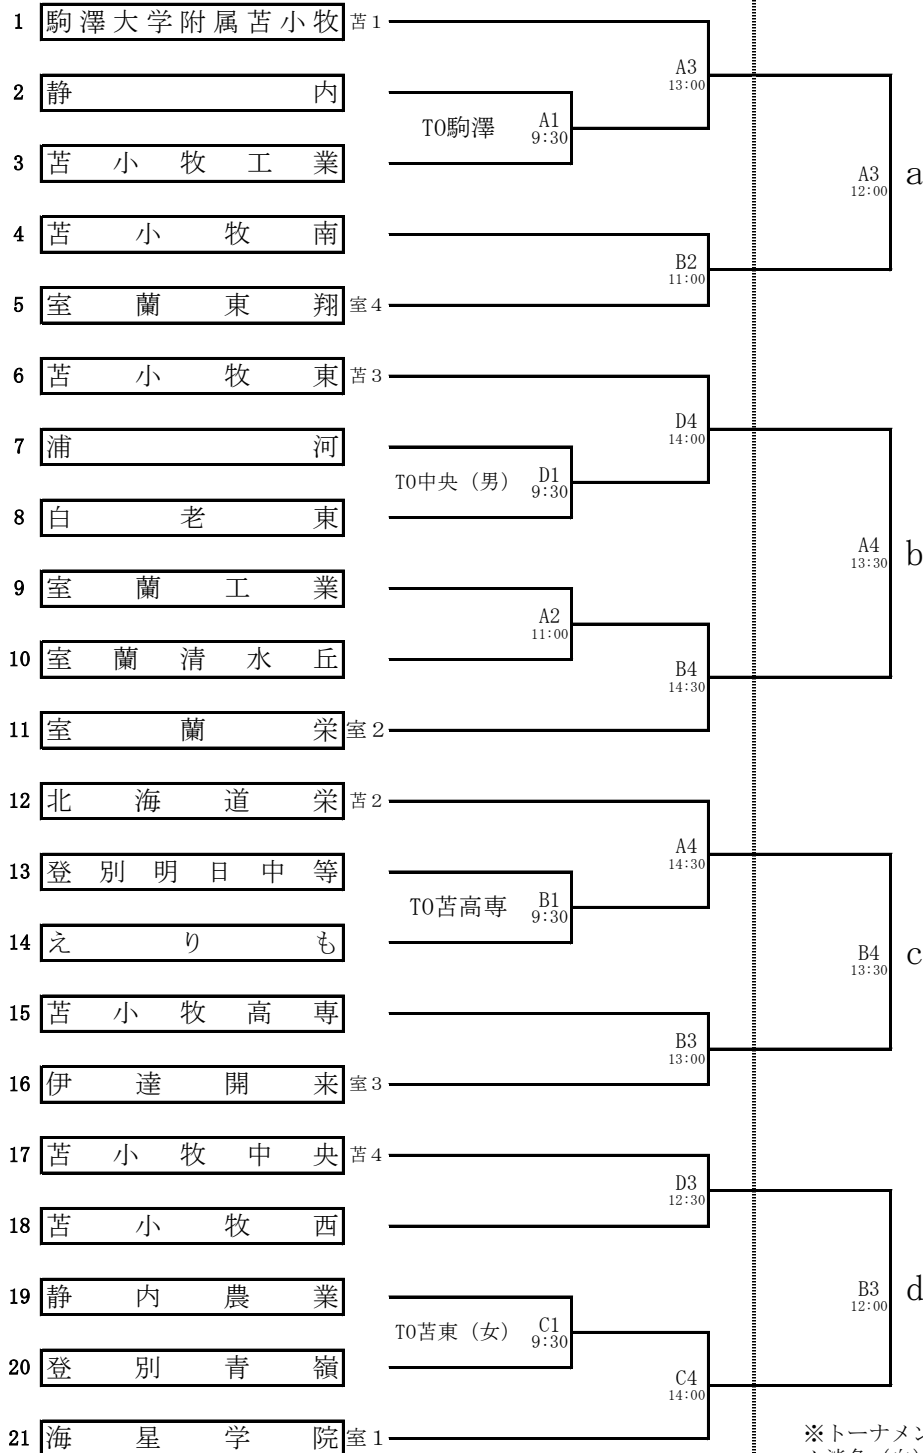 1 駒澤大学附属苫小牧 苫1
A3
13:00
2 静内
TO駒澤 A1
9:30
3 苫小牧工業
A3
12:00
a
4 苫小牧南
B2
11:00
5 室蘭東翔 室4
6 苫小牧東 苫3
D4
14:00
7 浦河
TO中央（男） D1
9:30
8 白老東
A4
13:30
b
9 室蘭工業
A2
11:00
10 室蘭清水丘
B4
14:30
11 室蘭栄 室2
12 北海道栄 苫2
A4
14:30
13 登別明日中等
TO苫高専 B1
9:30
14 えりも
B4
13:30
c
15 苫小牧高専
B3
13:00
16 伊達開来 室3
17 苫小牧中央 苫4
D3
12:30
18 苫小牧西
19 静内農業
TO苫東（女） C1
9:30
B3
12:00
d
20 登別青嶺
C4
14:00
21 海星学院 室1
※トーナメン